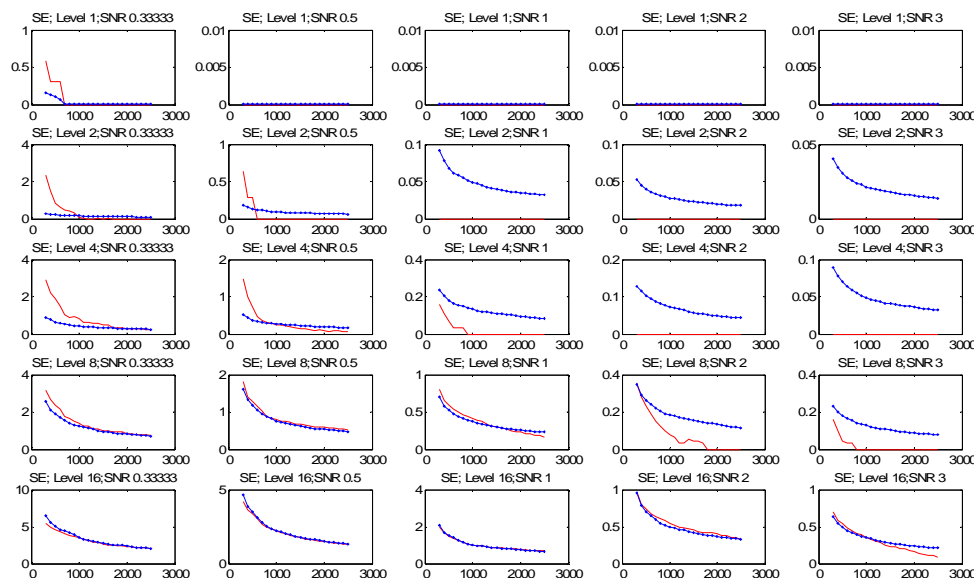 SE; Level 1;SNR 0.33333 SE; Level 1;SNR 0.5 SE; Level 1;SNR 1 SE; Level 1;SNR 2 SE; Level 1;SNR 3
1 0.01 0.01 0.01 0.01
0.5 0.005 0.005 0.005 0.005
0 0 0 0 0
0 1000 2000 3000 0 1000 2000 3000 0 1000 2000 3000 0 1000 2000 3000 0 1000 2000 3000
SE; Level 2;SNR 0.33333 SE; Level 2;SNR 0.5 SE; Level 2;SNR 1 SE; Level 2;SNR 2 SE; Level 2;SNR 3
4 1 0.1 0.1 0.05
2 0.5 0.05 0.05
0 0 0 0 0
0 1000 2000 3000 0 1000 2000 3000 0 1000 2000 3000 0 1000 2000 3000 0 1000 2000 3000
SE; Level 4;SNR 0.33333 SE; Level 4;SNR 0.5 SE; Level 4;SNR 1 SE; Level 4;SNR 2 SE; Level 4;SNR 3
4 2 0.4 0.2 0.1
2 1 0.2 0.1 0.05
0 0 0 0 0
0 1000 2000 3000 0 1000 2000 3000 0 1000 2000 3000 0 1000 2000 3000 0 1000 2000 3000
SE; Level 8;SNR 0.33333 SE; Level 8;SNR 0.5 SE; Level 8;SNR 1 SE; Level 8;SNR 2 SE; Level 8;SNR 3
4 2 1 0.4 0.4
2 1 0.5 0.2 0.2
0 0 0 0 0
0 1000 2000 3000 0 1000 2000 3000 0 1000 2000 3000 0 1000 2000 3000 0 1000 2000 3000
SE; Level 16;SNR 0.33333 SE; Level 16;SNR 0.5 SE; Level 16;SNR 1 SE; Level 16;SNR 2 SE; Level 16;SNR 3
10 5 4 1 1
5 2 0.5 0.5
0 0 0 0 0
0 1000 2000 3000 0 1000 2000 3000 0 1000 2000 3000 0 1000 2000 3000 0 1000 2000 3000